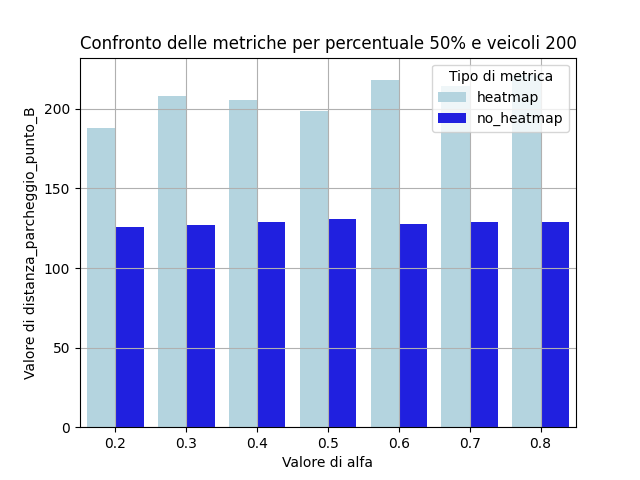 Confronto delle metriche per percentuale 50% e veicoli 200
Valore di distanza_parcheggio_punto_B
200
150
100
50
0
Tipo di metrica
heatmap
no_heatmap
0.2 0.3 0.4 0.5 0.6 0.7 0.8
Valore di alfa